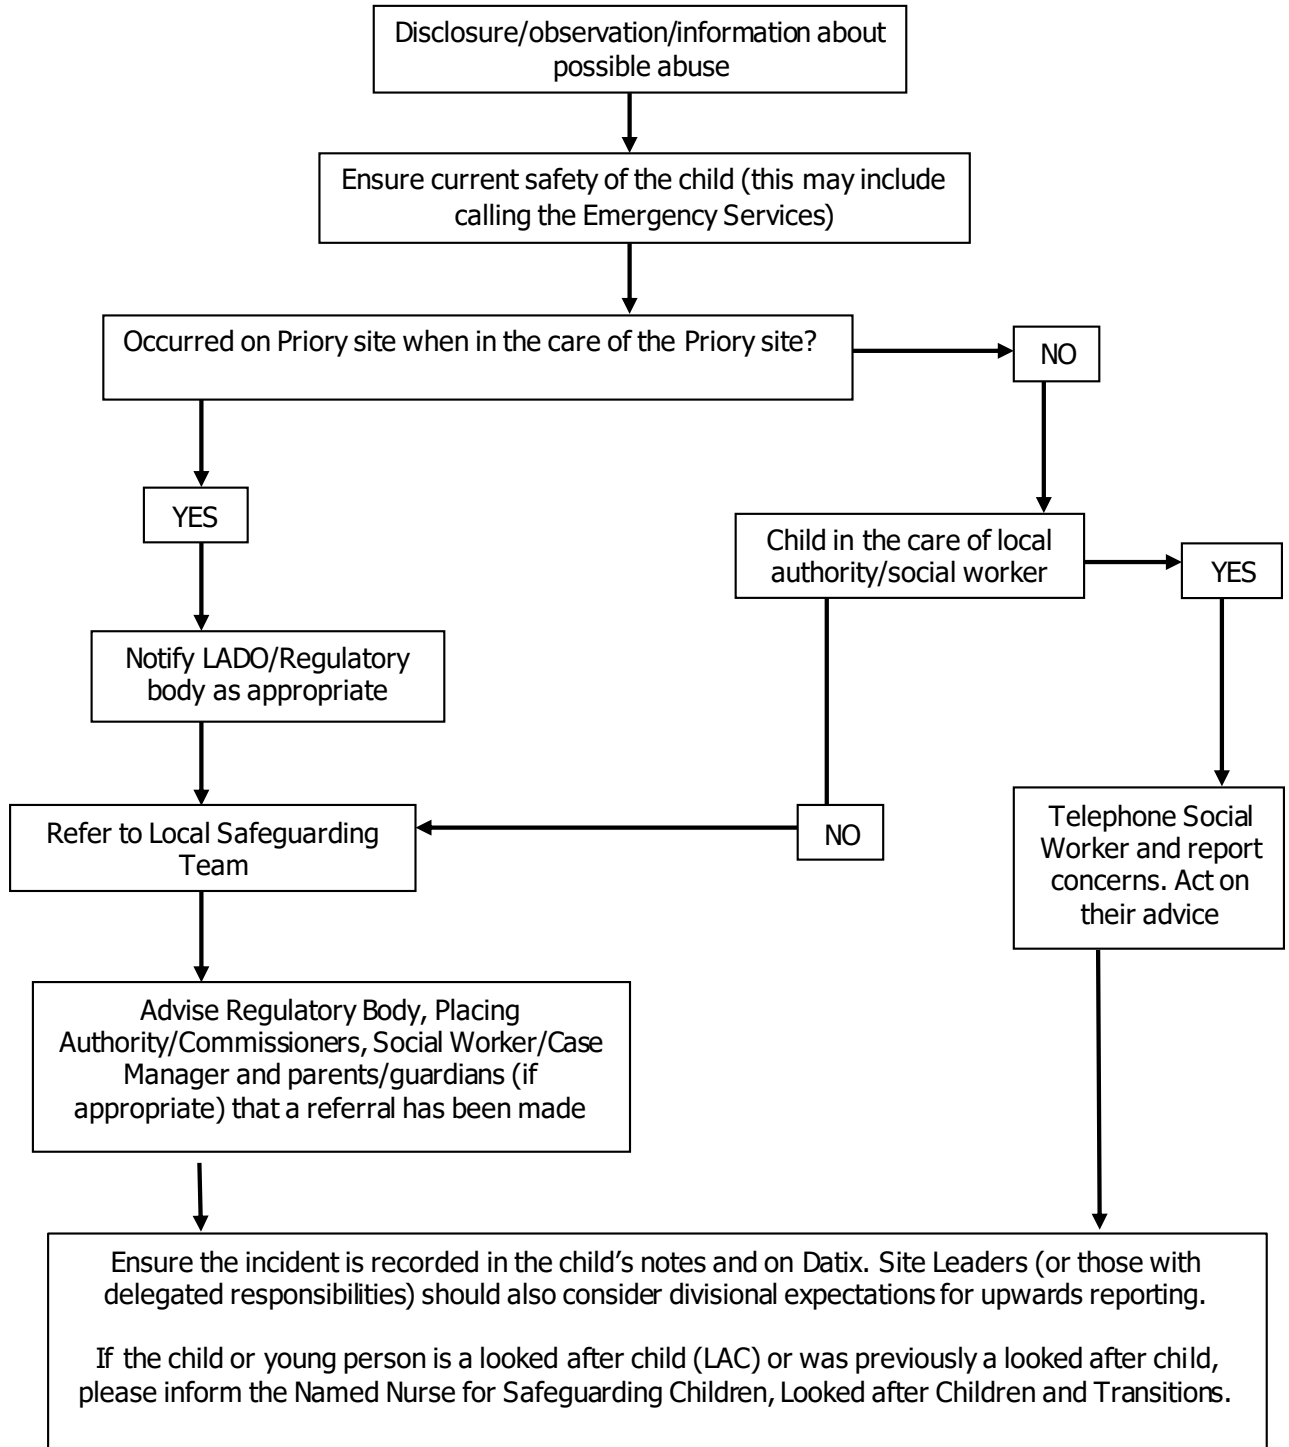 Disclosure/observation/information about
possible abuse
Ensure current safety of the child (this may include
calling the Emergency Services)
Occurred on Priory site when in the care of the Priory site?
NO
YES
Child in the care of local
authority/social worker
YES
Notify LADO/Regulatory
body as appropriate
Refer to Local Safeguarding
Team
NO
Telephone Social
Worker and report
concerns. Act on
their advice
Advise Regulatory Body, Placing
Authority/Commissioners, Social Worker/Case
Manager and parents/guardians (if
appropriate) that a referral has been made
Ensure the incident is recorded in the child’s notes and on Datix. Site Leaders (or those with
delegated responsibilities) should also consider divisional expectations for upwards reporting.
If the child or young person is a looked after child (LAC) or was previously a looked after child,
please inform the Named Nurse for Safeguarding Children, Looked after Children and Transitions.